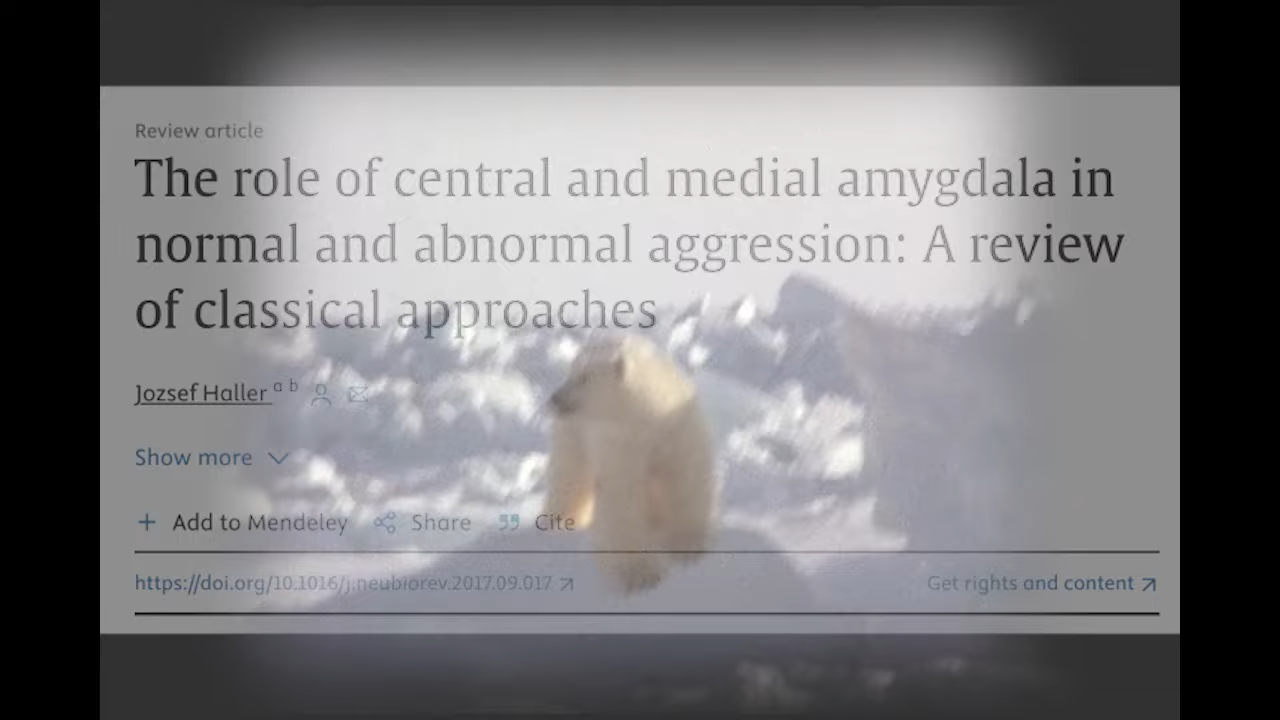 Review article
The role of central and medial amygdala in
normal and abnormal aggression: A review
of classical approaches
Jozsef Haller a b
Show more
+ Add to Mendeley Share Cite
https://doi.org/10.1016/j.neubiorev.2017.09.017
Get rights and content